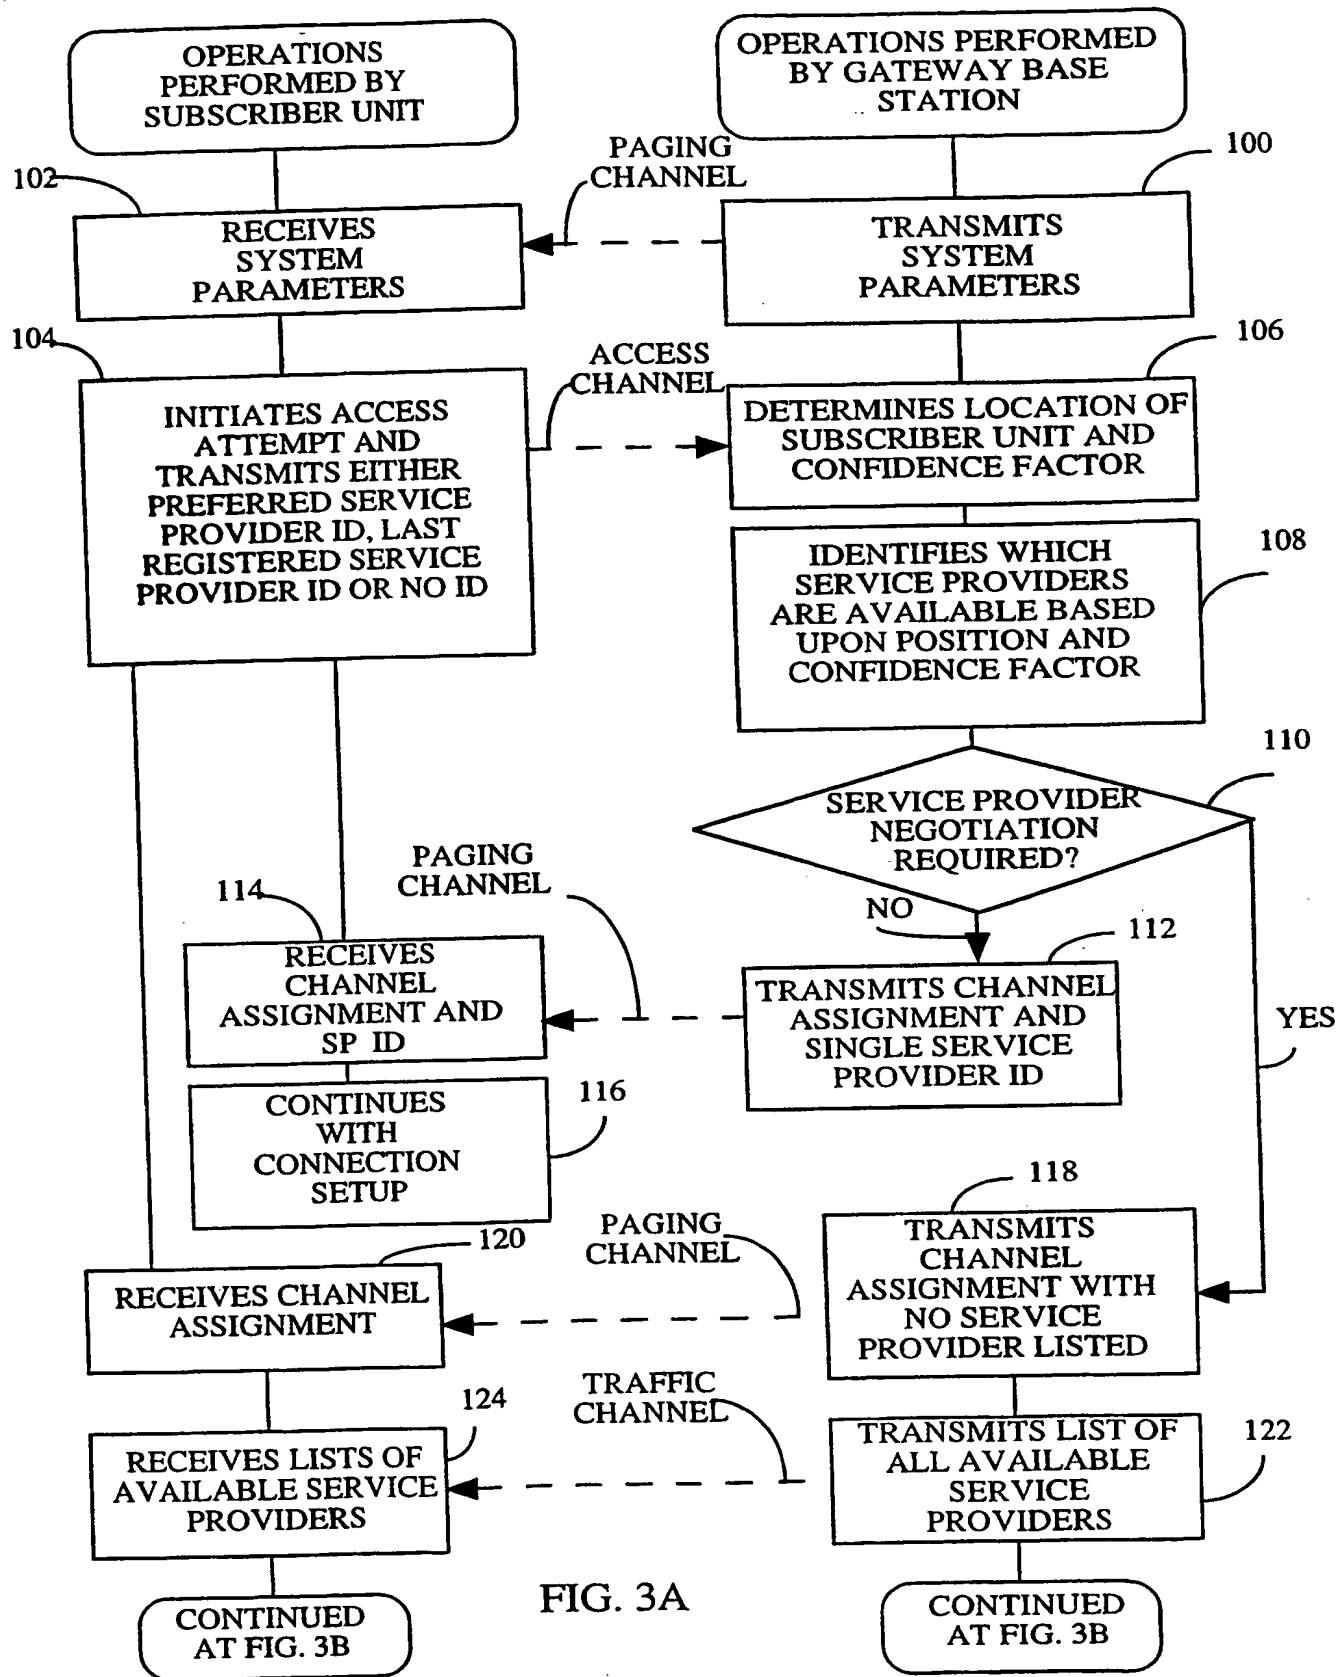 OPERATIONS
PERFORMED BY
SUBSCRIBER UNIT
OPERATIONS PERFORMED
BY GATEWAY BASE
STATION
PAGING
CHANNEL
100
102
RECEIVES
SYSTEM
PARAMETERS
TRANSMITS
SYSTEM
PARAMETERS
104
ACCESS
CHANNEL
106
INITIATES ACCESS
ATTEMPT AND
TRANSMITS EITHER
PREFERRED SERVICE
PROVIDER ID, LAST
REGISTERED SERVICE
PROVIDER ID OR NO ID
DETERMINES LOCATION OF
SUBSCRIBER UNIT AND
CONFIDENCE FACTOR
108
IDENTIFIES WHICH
SERVICE PROVIDERS
ARE AVAILABLE BASED
UPON POSITION AND
CONFIDENCE FACTOR
110
SERVICE PROVIDER
NEGOTIATION
REQUIRED?
NO
YES
PAGING
CHANNEL
114
112
RECEIVES
CHANNEL
ASSIGNMENT AND
SP ID
TRANSMITS CHANNEL
ASSIGNMENT AND
SINGLE SERVICE
PROVIDER ID
116
CONTINUES
WITH
CONNECTION
SETUP
118
PAGING
CHANNEL
120
RECEIVES CHANNEL
ASSIGNMENT
TRANSMITS
CHANNEL
ASSIGNMENT WITH
NO SERVICE
PROVIDER LISTED
TRAFFIC
CHANNEL
124
122
RECEIVES LISTS OF
AVAILABLE SERVICE
PROVIDERS
TRANSMITS LIST OF
ALL AVAILABLE
SERVICE
PROVIDERS
CONTINUED
AT FIG. 3B
FIG. 3A
CONTINUED
AT FIG. 3B